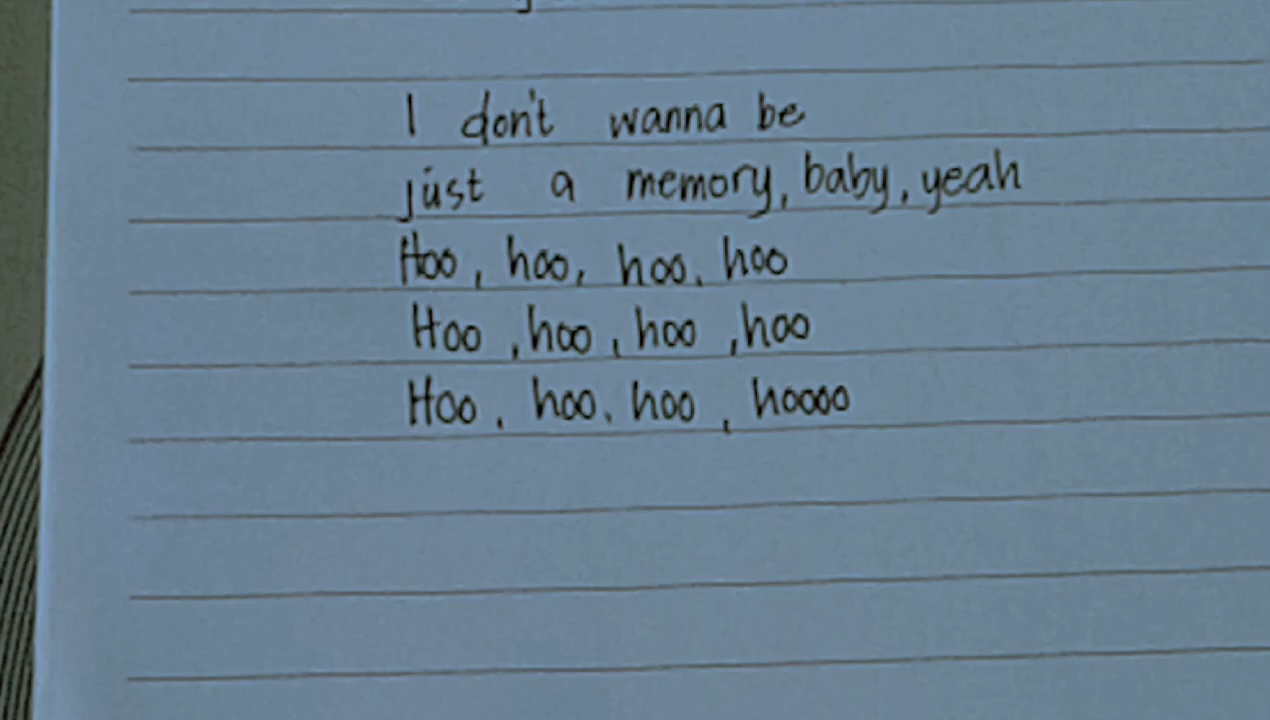 I don't wanna be
just a memory, baby, yeah
Hoo, hoo, hoo, hoo
Hoo, hoo, hoo, hoo
Hoo, hoo, hoo, hoooo